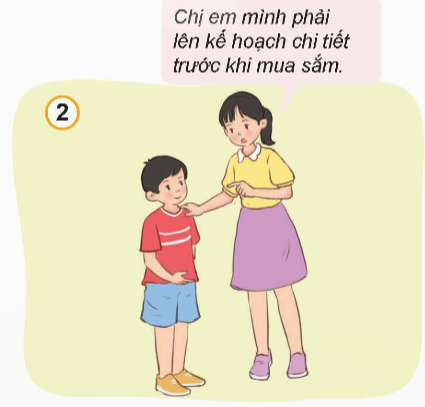 Chị em mình phải
lên kế hoạch chi tiết
trước khi mua sắm.
2